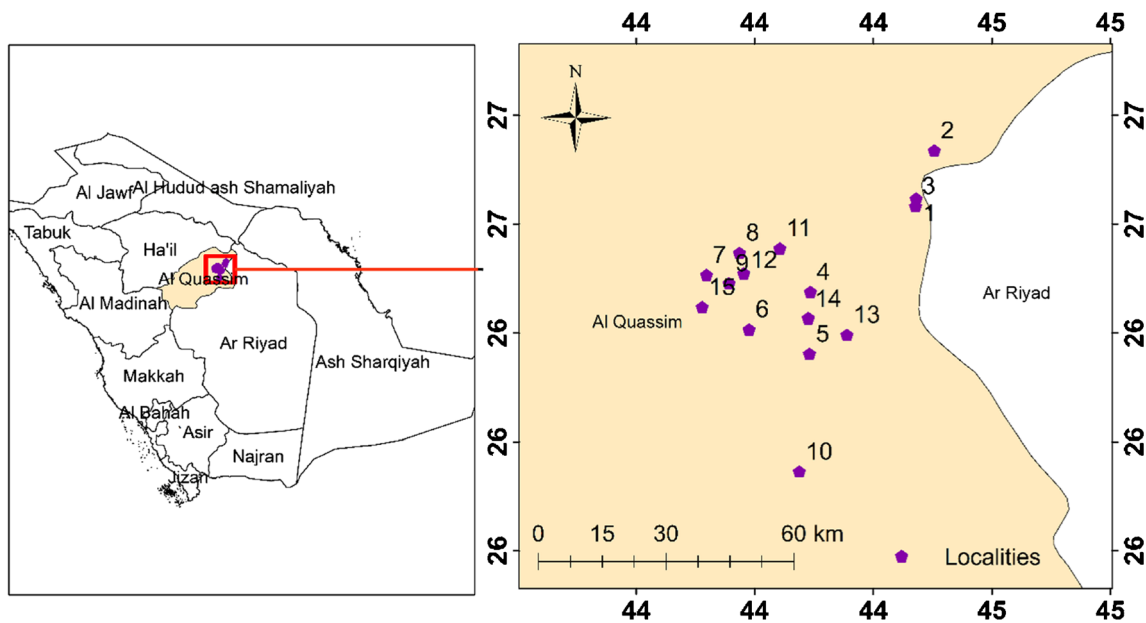 Al Jawf
Al Hudud ash Shamaliyah
Tabuk
Ha'il
Al Quassim
Al Madinah
Ar Riyad
Ash Sharqiyah
Makkah
Al Bahah
Asir
Najran
Jizan
44 44 44 45 45
N
27
27
26
26
26
2
3
1
8
11
7
9
12
15
4
14
6
13
5
10
Al Quassim
Ar Riyad
0 15 30 60 km
Localities
27
27
26
26
26
44 44 44 45 45